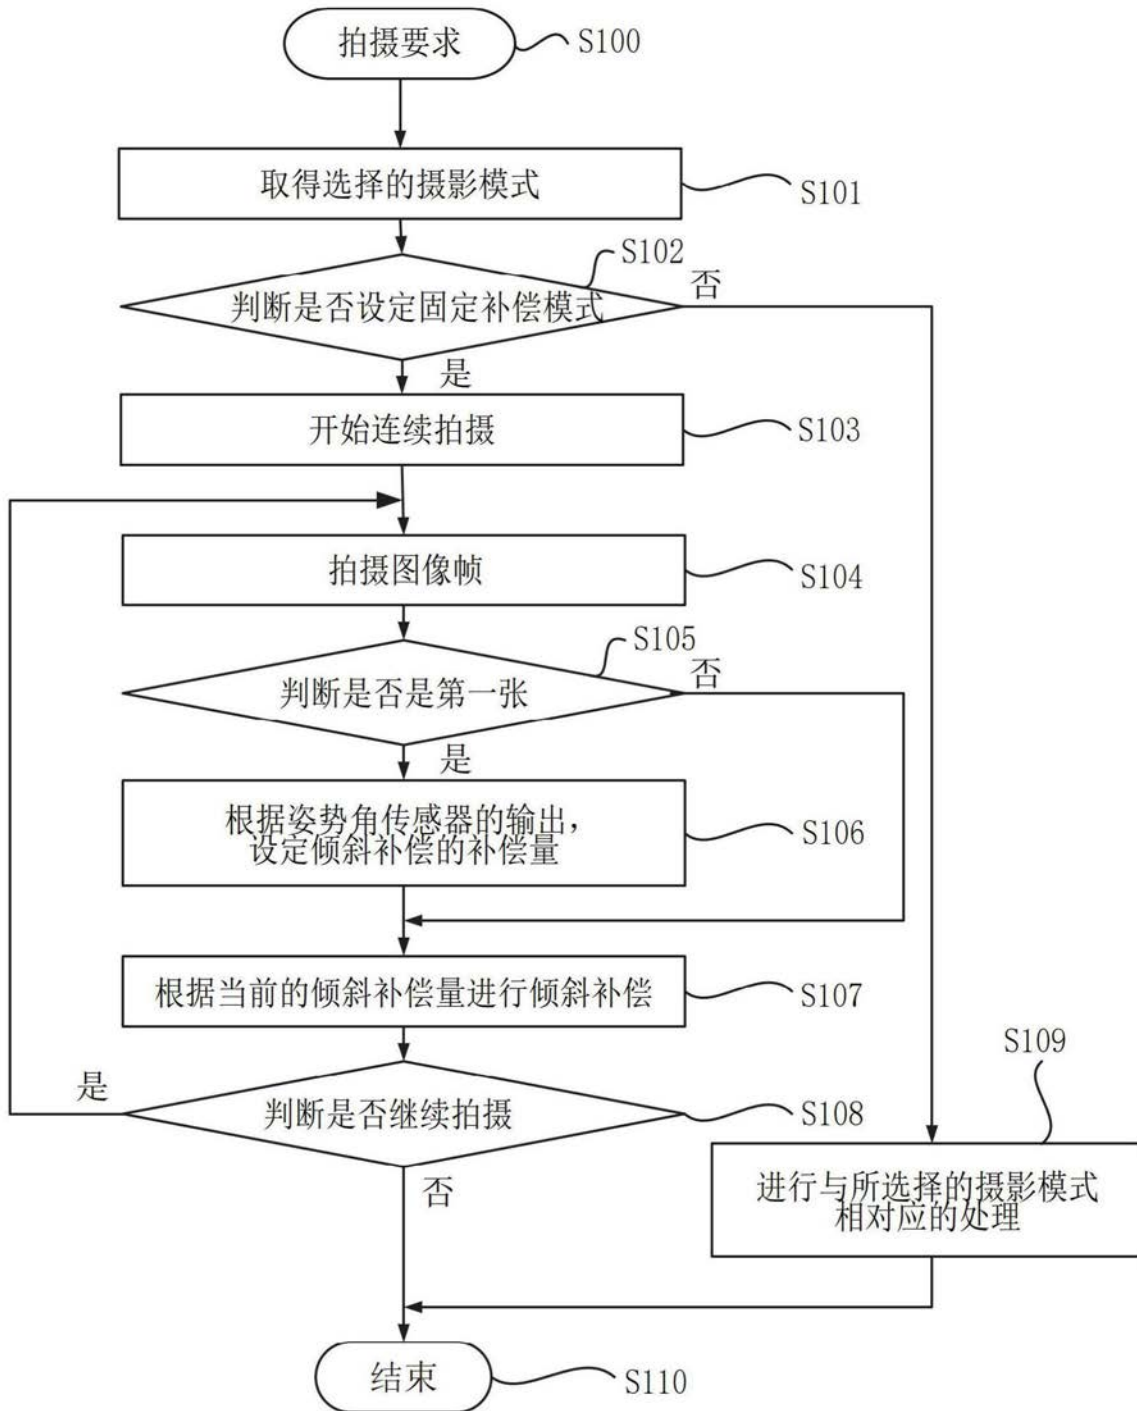 拍摄要求
S100
取得选择的摄影模式
S101
S102
判断是否设定固定补偿模式
否
是
开始连续拍摄
S103
拍摄图像帧
S104
S105
判断是否是第一张
否
是
根据姿势角传感器的输出，
设定倾斜补偿的补偿量
S106
根据当前的倾斜补偿量进行倾斜补偿
S107
是
判断是否继续拍摄
S108
否
S109
进行与所选择的摄影模式
相对应的处理
结束
S110